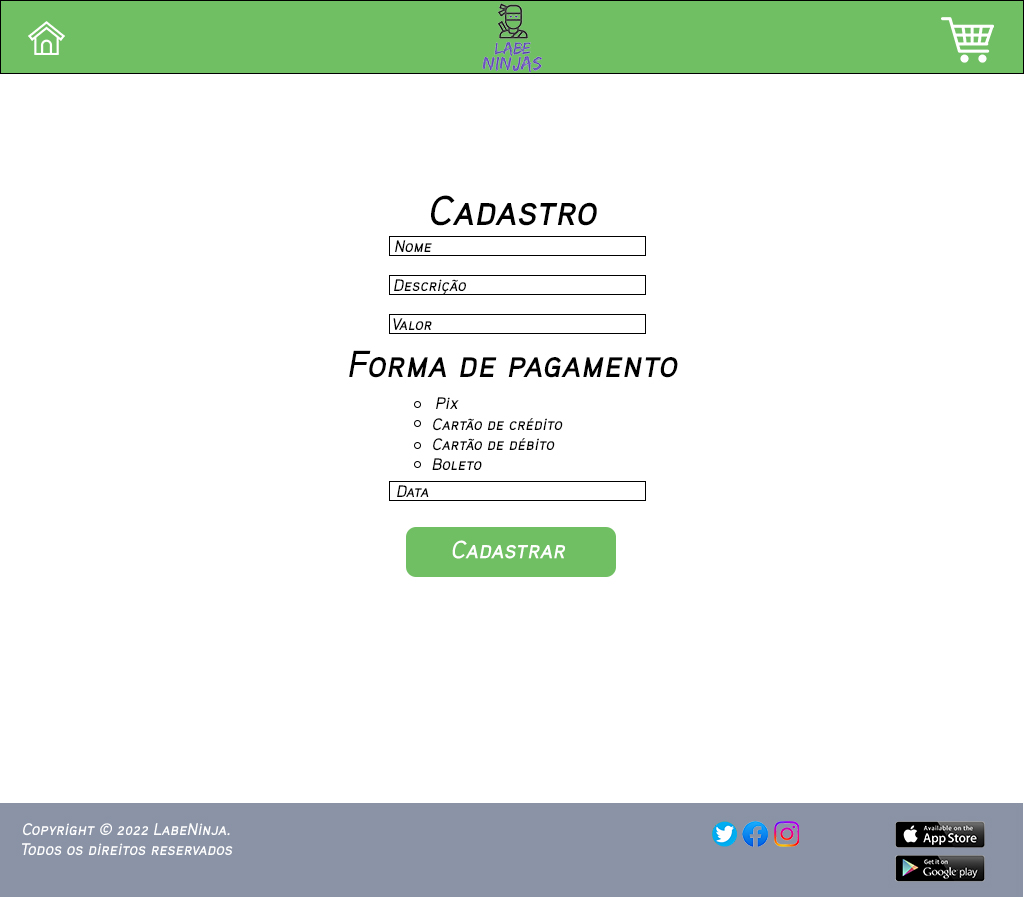 LABE
NINJAS
Cadastro
Nome
Descrição
Valor
Forma de pagamento
Pix
Cartão de crédito
Cartão de débito
Boleto
Data
Cadastrar
Copyright © 2022 LabeNinja.
Todos os direitos reservados
Available on the
App Store
Get it on
Google play